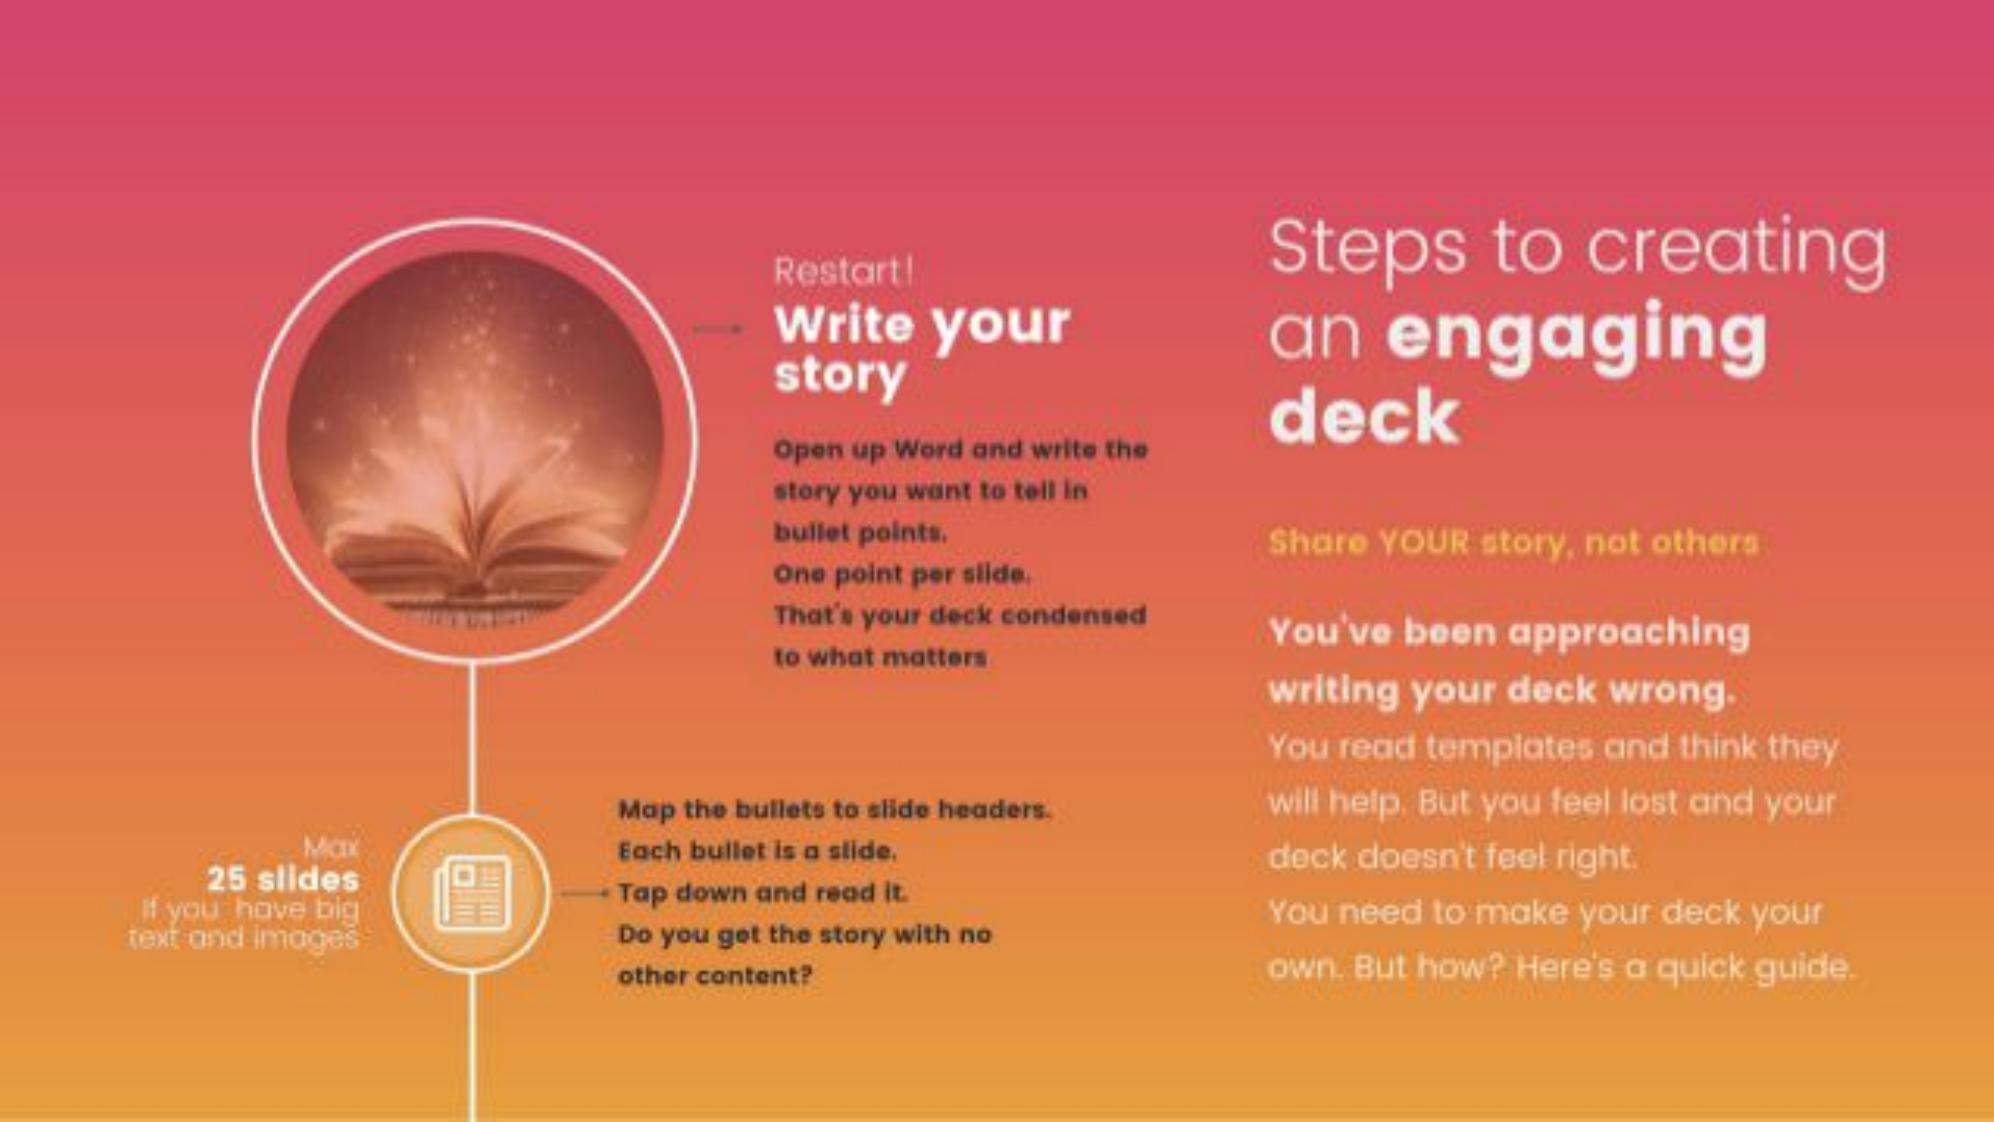 Restart!
Write your
story
Open up Word and write the
story you want to tell in
bullet points.
One point per slide.
That's your deck condensed
to what matters
Max
25 slides
If you have big
text and images
Map the bullets to slide headers.
Each bullet is a slide.
Tap down and read it.
Do you get the story with no
other content?
Steps to creating
an engaging
deck
Share YOUR story, not others
You've been approaching
writing your deck wrong.
You read templates and think they
will help. But you feel lost and your
deck doesn't feel right.
You need to make your deck your
own. But how? Here's a quick guide.